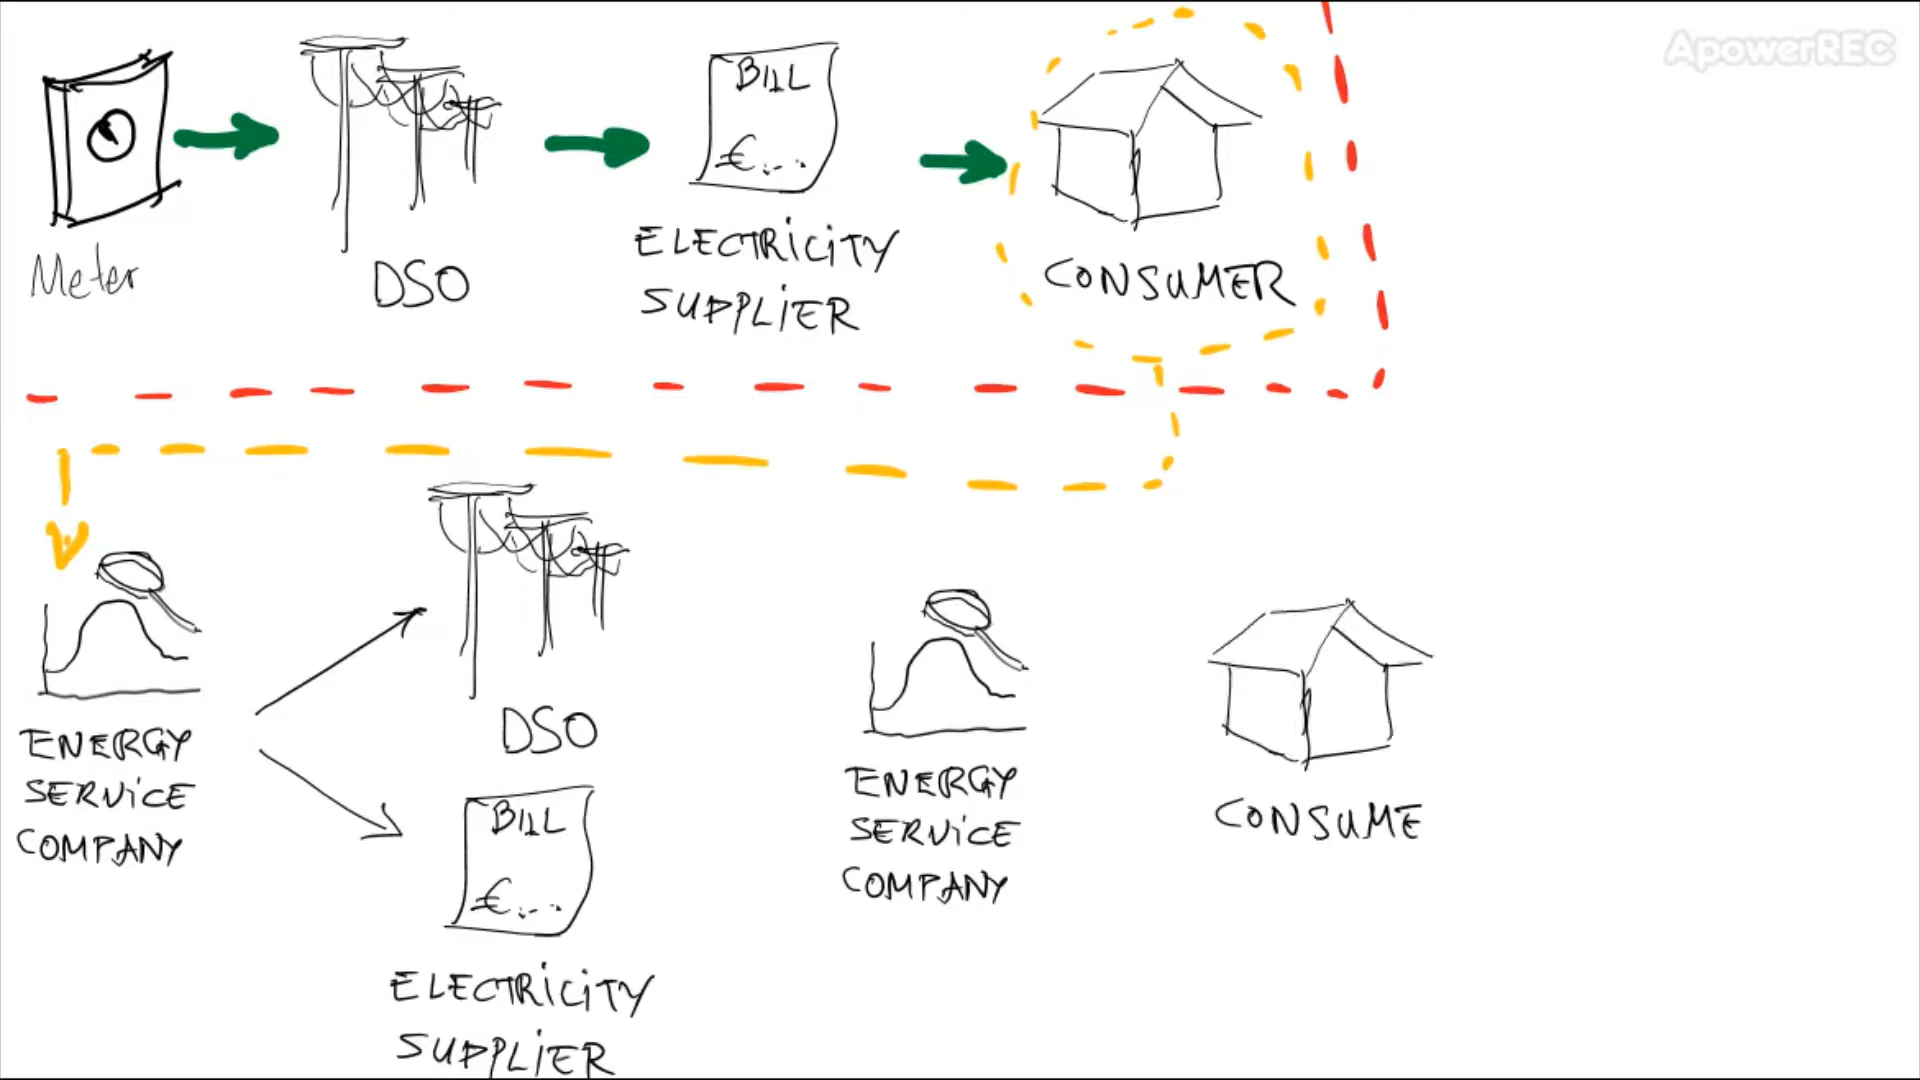 ApowerREC
BILL
€...
Meter
DSO
ELECTRICITY
SUPPLIER
CONSUMER
DSO
ENERGY
SERVICE
COMPANY
BILL
€...
ELECTRICITY
SUPPLIER
ENERGY
SERVICE
COMPANY
CONSUME